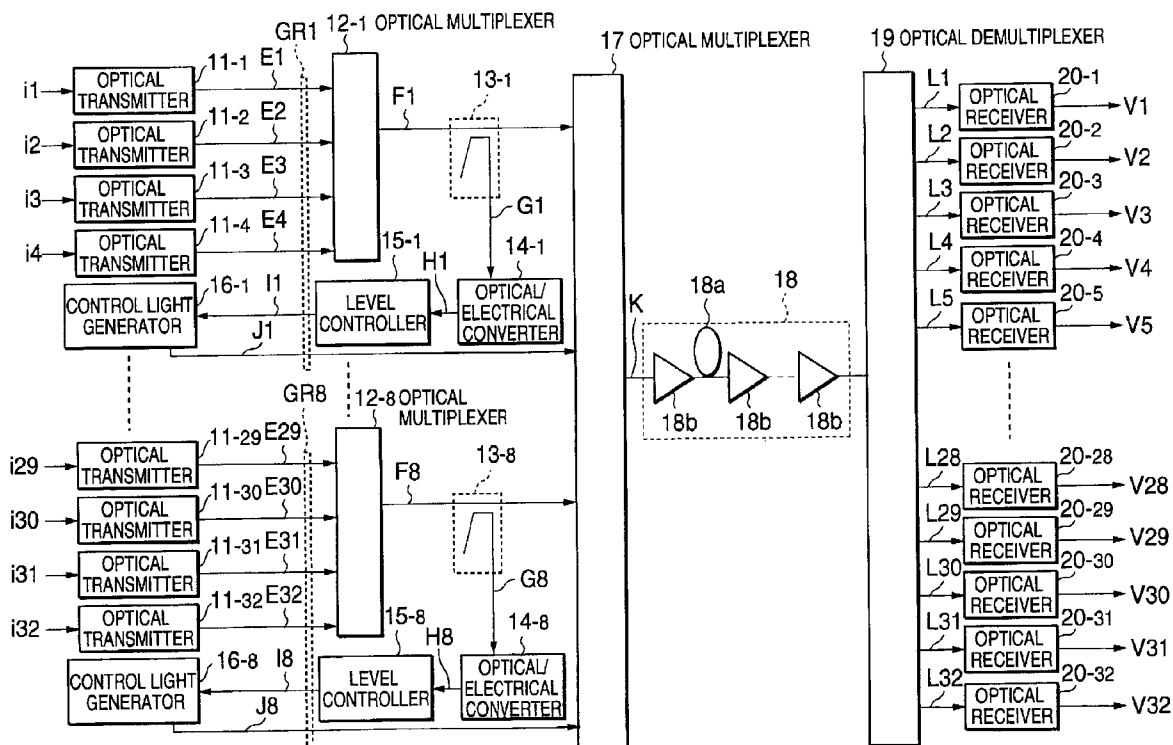 12-1 OPTICAL MULTIPLEXER
17 OPTICAL MULTIPLEXER
19 OPTICAL DEMULTIPLEXER
GR1
i1
OPTICAL
TRANSMITTER
11-1
E1
i2
OPTICAL
TRANSMITTER
11-2
E2
i3
OPTICAL
TRANSMITTER
11-3
E3
i4
OPTICAL
TRANSMITTER
11-4
E4
F1
13-1
G1
CONTROL LIGHT
GENERATOR
16-1
I1
J1
15-1
LEVEL
CONTROLLER
H1
14-1
OPTICAL/
ELECTRICAL
CONVERTER
K
18a
18
18b
18b
18b
L1
OPTICAL
RECEIVER
20-1
V1
L2
OPTICAL
RECEIVER
20-2
V2
L3
OPTICAL
RECEIVER
20-3
V3
L4
OPTICAL
RECEIVER
20-4
V4
L5
OPTICAL
RECEIVER
20-5
V5
GR8
12-8 OPTICAL
MULTIPLEXER
i29
OPTICAL
TRANSMITTER
11-29
E29
i30
OPTICAL
TRANSMITTER
11-30
E30
i31
OPTICAL
TRANSMITTER
11-31
E31
i32
OPTICAL
TRANSMITTER
11-32
E32
F8
13-8
G8
CONTROL LIGHT
GENERATOR
16-8
I8
J8
15-8
LEVEL
CONTROLLER
H8
14-8
OPTICAL/
ELECTRICAL
CONVERTER
L28
OPTICAL
RECEIVER
20-28
V28
L29
OPTICAL
RECEIVER
20-29
V29
L30
OPTICAL
RECEIVER
20-30
V30
L31
OPTICAL
RECEIVER
20-31
V31
L32
OPTICAL
RECEIVER
20-32
V32